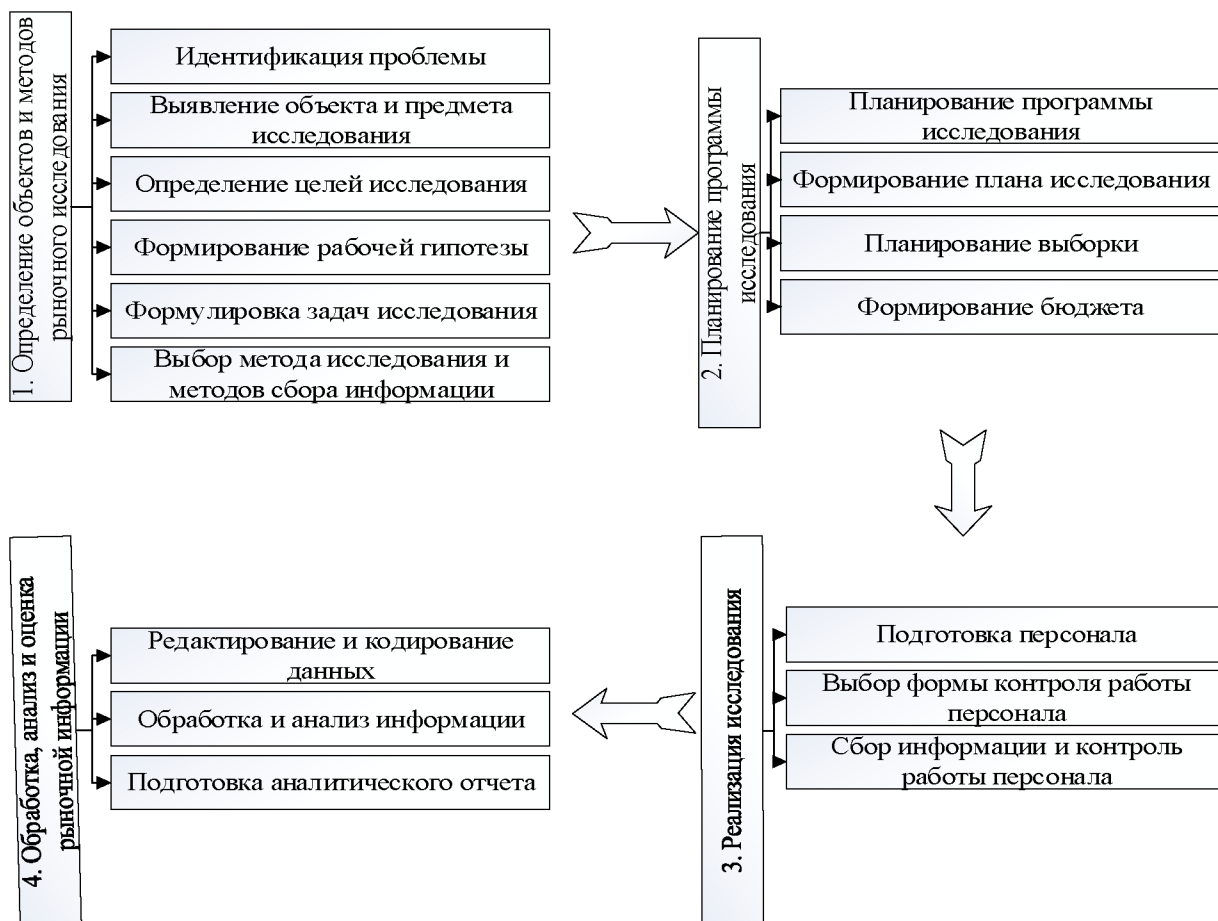 1. Определение объектов и методов
рыночного исследования
Идентификация проблемы
Выявление объекта и предмета
исследования
Определение целей исследования
Формирование рабочей гипотезы
Формулировка задач исследования
Выбор метода исследования и
методов сбора информации
2. Планирование программы
исследования
Планирование программы
исследования
Формирование плана исследования
Планирование выборки
Формирование бюджета
3. Реализация исследования
Подготовка персонала
Выбор формы контроля работы
персонала
Сбор информации и контроль
работы персонала
4. Обработка, анализ и оценка
рыночной информации
Редактирование и кодирование
данных
Обработка и анализ информации
Подготовка аналитического отчета